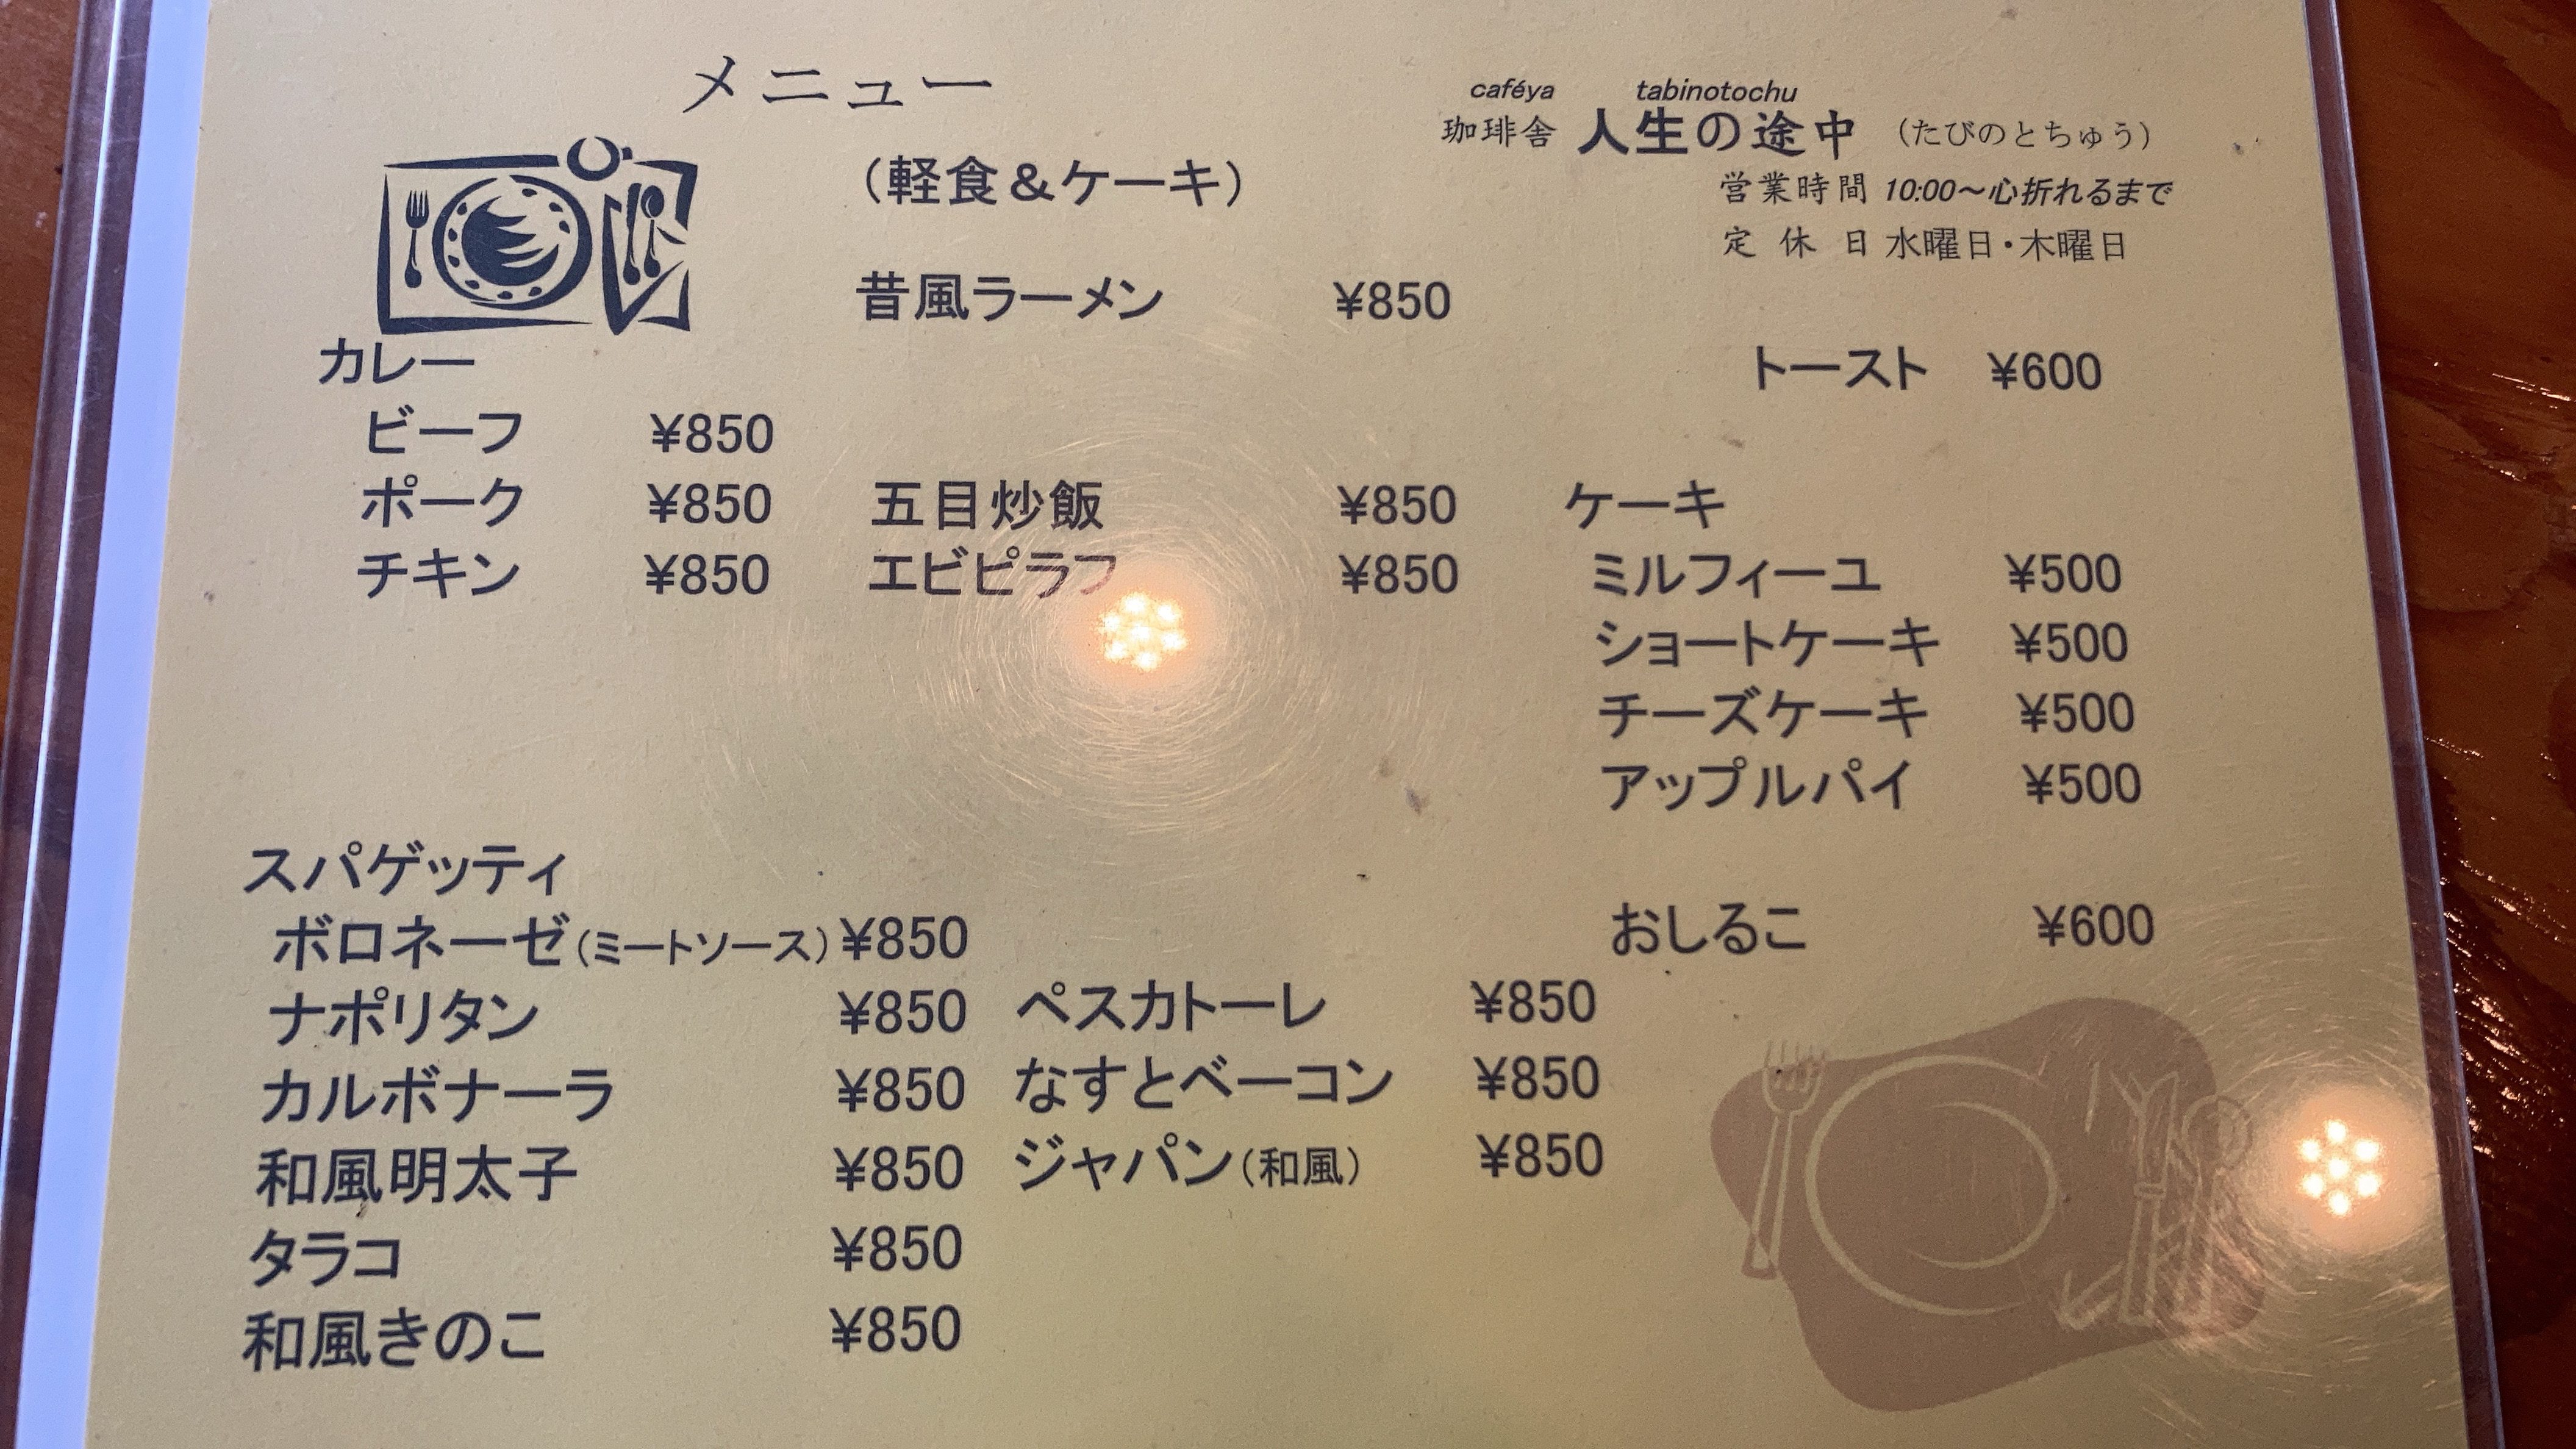 メニュー
（軽食＆ケーキ）
caféya tabinotochu
珈琲舎 人生の途中 （たびのとちゅう）
営業時間 10:00～心折れるまで
定休日 水曜日・木曜日
昔風ラーメン ¥850
カレー
ビーフ ¥850
ポーク ¥850
チキン ¥850
五目炒飯 ¥850
エビピラフ ¥850
トースト ¥600
ケーキ
ミルフィーユ ¥500
ショートケーキ ¥500
チーズケーキ ¥500
アップルパイ ¥500
おしるこ ¥600
スパゲッティ
ボロネーゼ（ミートソース） ¥850
ナポリタン ¥850
カルボナーラ ¥850
和風明太子 ¥850
タラコ ¥850
和風きのこ ¥850
ペスカトーレ ¥850
なすとベーコン ¥850
ジャパン（和風） ¥850